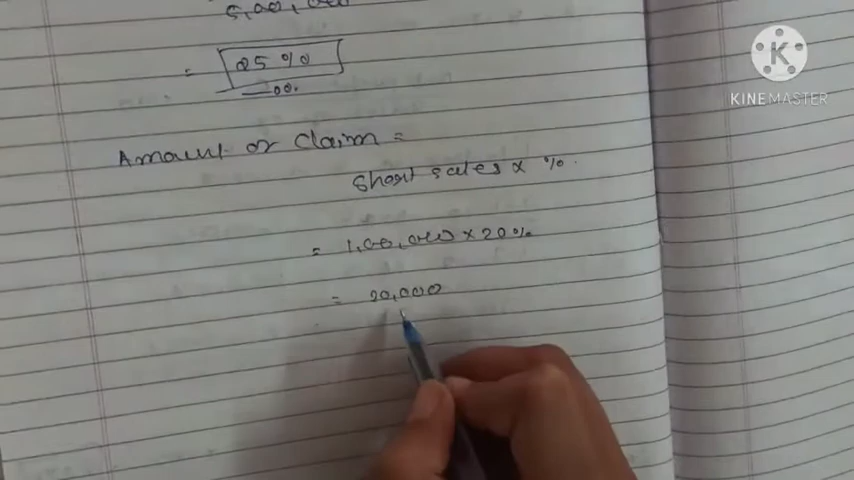 = 25 %
Amount of Claim =
Short sales x %.
= 1,00,000 x 20%
= 20,000
K
KINEMASTER